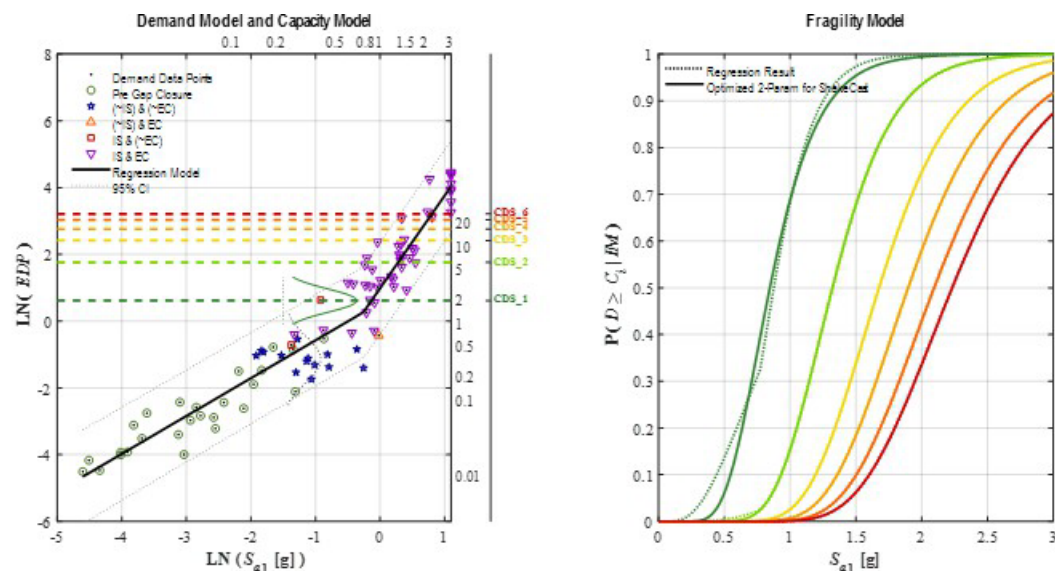 Demand Model and Capacity Model
0.1 0.2 0.5 0.8 1 1.5 2 3
8
6
4
2
0
-2
-4
-6
-5 -4 -3 -2 -1 0 1
LN(EDP)
LN (Sa1 [g])
Demand Data Points
Pre Gap Closure
(~IS) & (~EC)
(~IS) & EC
IS & (~EC)
IS & EC
Regression Model
95% CI
20
10
5
2
1
0.5
0.2
0.1
0.01
CDS_6
CDS_3
CDS_2
CDS_1
Fragility Model
1
0.9
0.8
0.7
0.6
0.5
0.4
0.3
0.2
0.1
0
0 0.5 1 1.5 2 2.5 3
P(D ≥ Ci | IM)
Sa1 [g]
Regression Result
Optimized 2-Param for ShakeCast